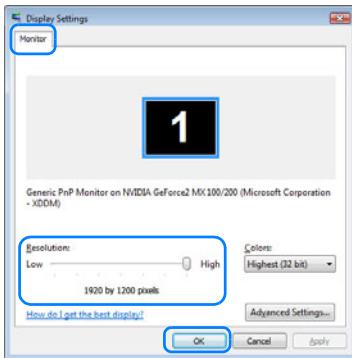 Display Settings
Monitor
1
Generic PnP Monitor on NVIDIA GeForce2 MX 100/200 (Microsoft Corporation
- XDDM)
Resolution:
Colors:
Low
High
Highest (32 bit)
1920 by 1200 pixels
How do I get the best display?
Advanced Settings...
OK
Cancel
Apply